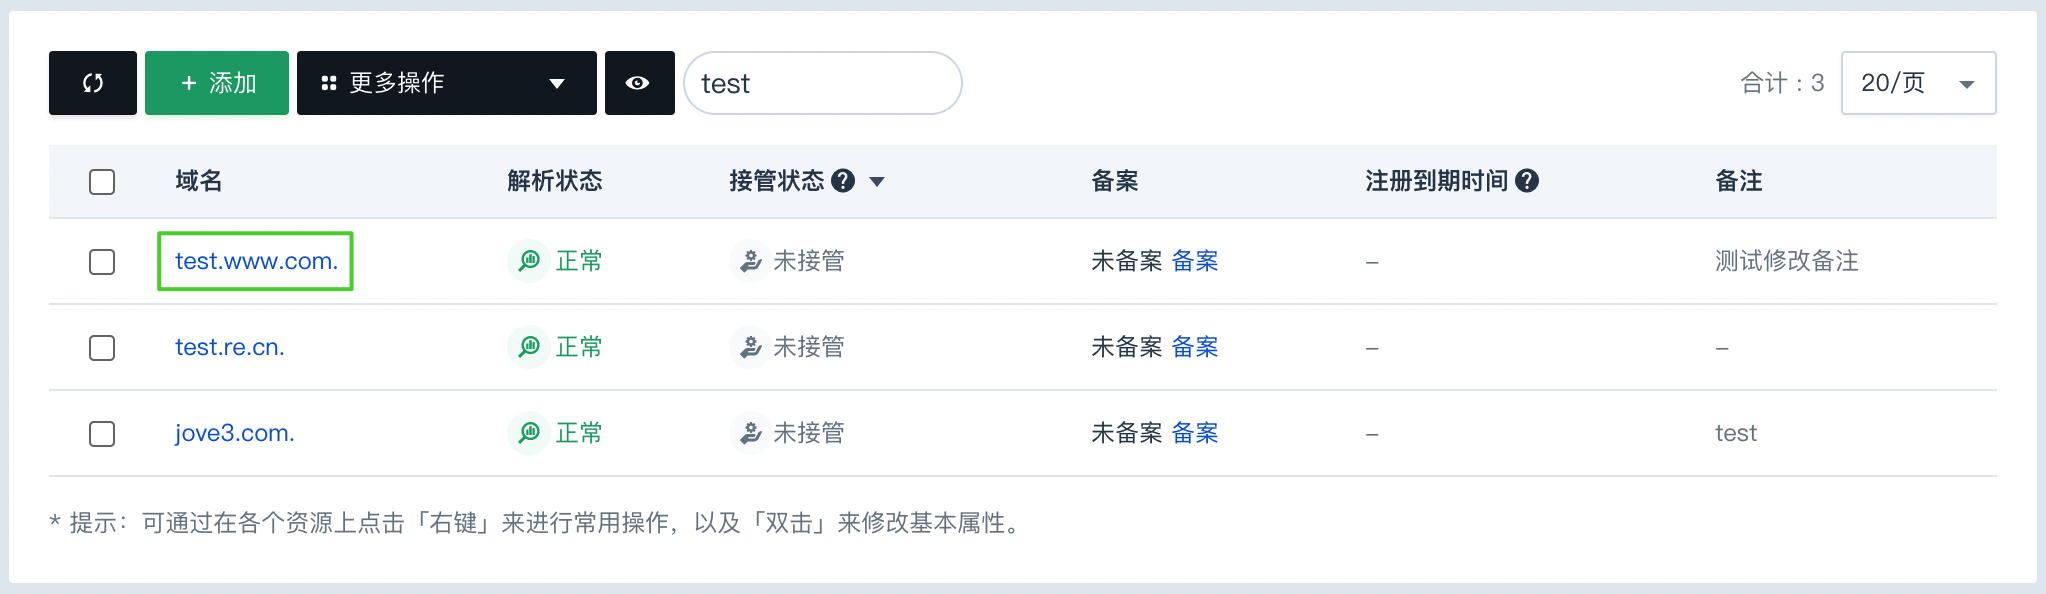 + 添加 更多操作 test 合计：3 20/页
域名 解析状态 接管状态 备案 注册到期时间 备注
test.www.com. 正常 未接管 未备案 备案 – 测试修改备注
test.re.cn. 正常 未接管 未备案 备案 – –
jove3.com. 正常 未接管 未备案 备案 – test
* 提示：可通过在各个资源上点击「右键」来进行常用操作，以及「双击」来修改基本属性。